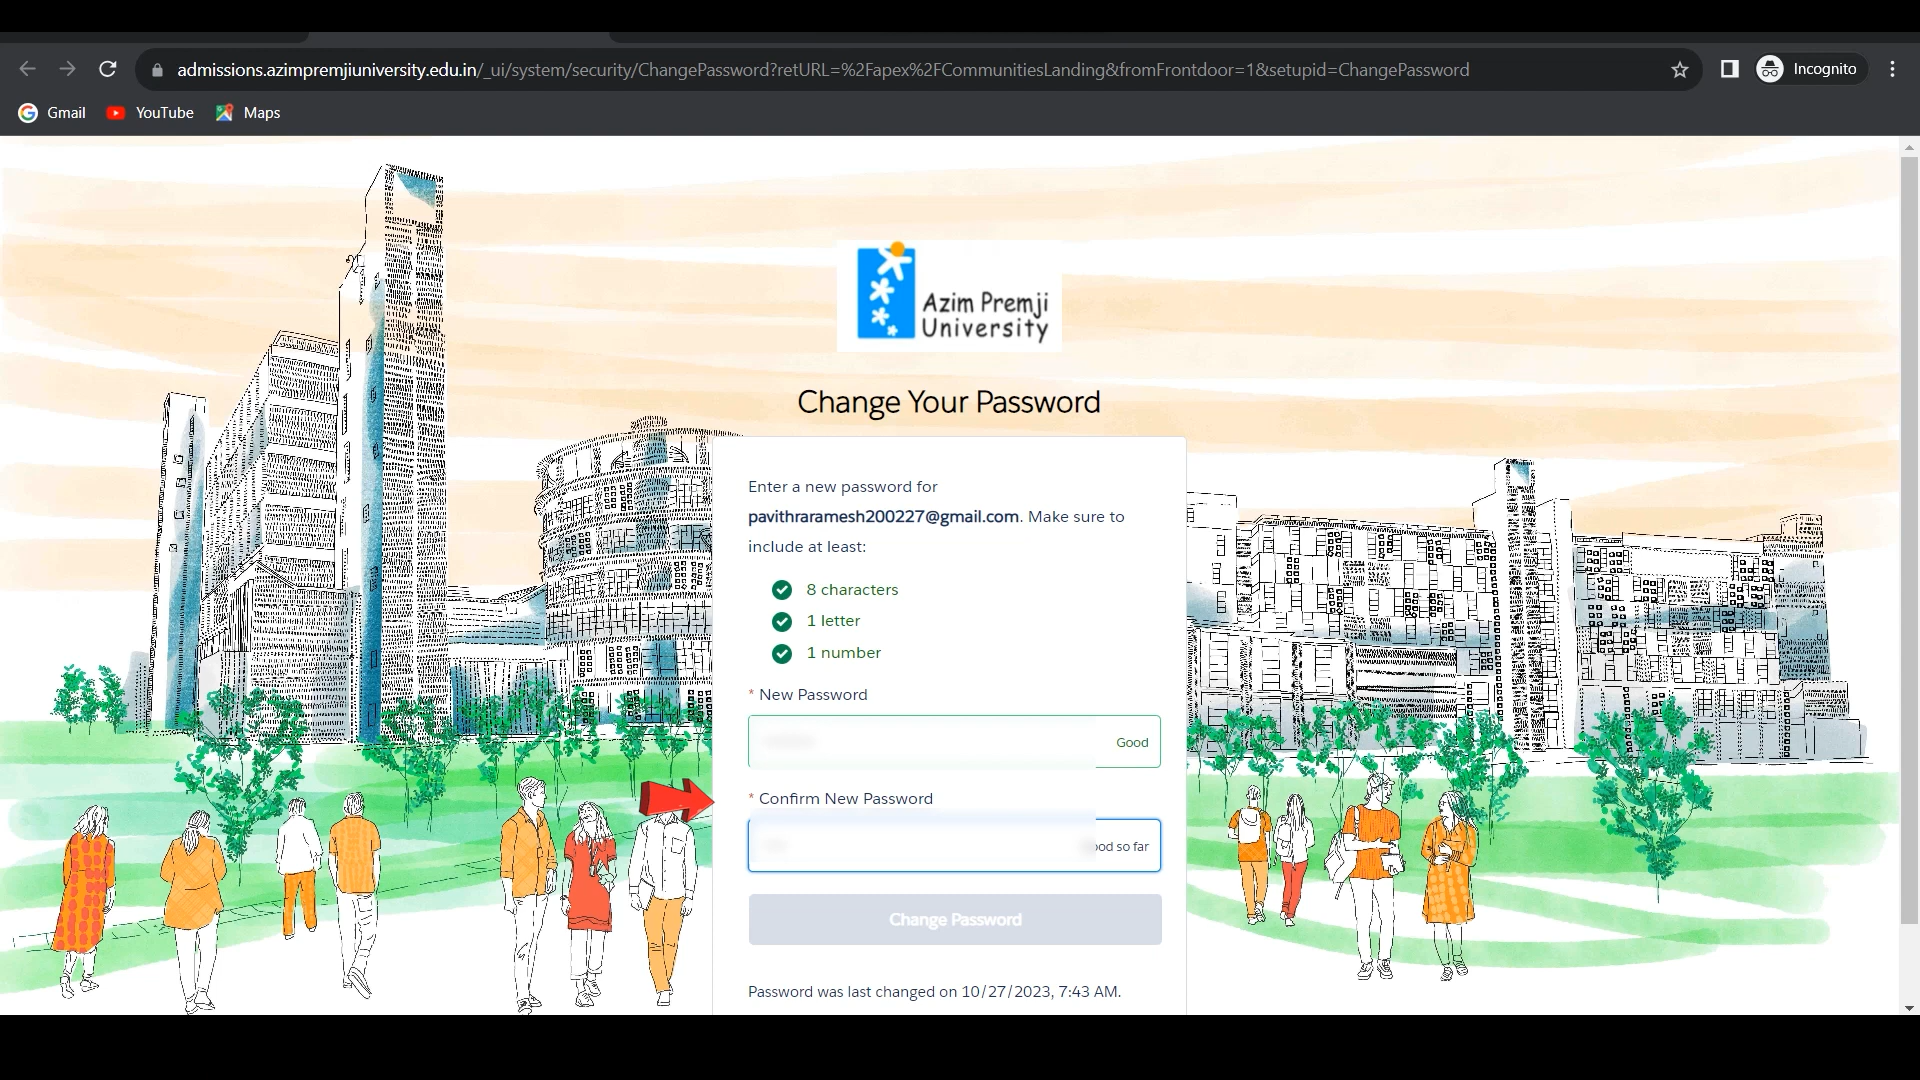 admissions.azimpremjiuniversity.edu.in/_ui/system/security/ChangePassword?retURL=%2Fapex%2FCommunitiesLanding&fromFrontdoor=1&setupid=ChangePassword
Incognito
Gmail
YouTube
Maps
Azim Premji
University
Change Your Password
Enter a new password for
pavithraramesh200227@gmail.com. Make sure to
include at least:
8 characters
1 letter
1 number
* New Password
Good
* Confirm New Password
so far
Change Password
Password was last changed on 10/27/2023, 7:43 AM.